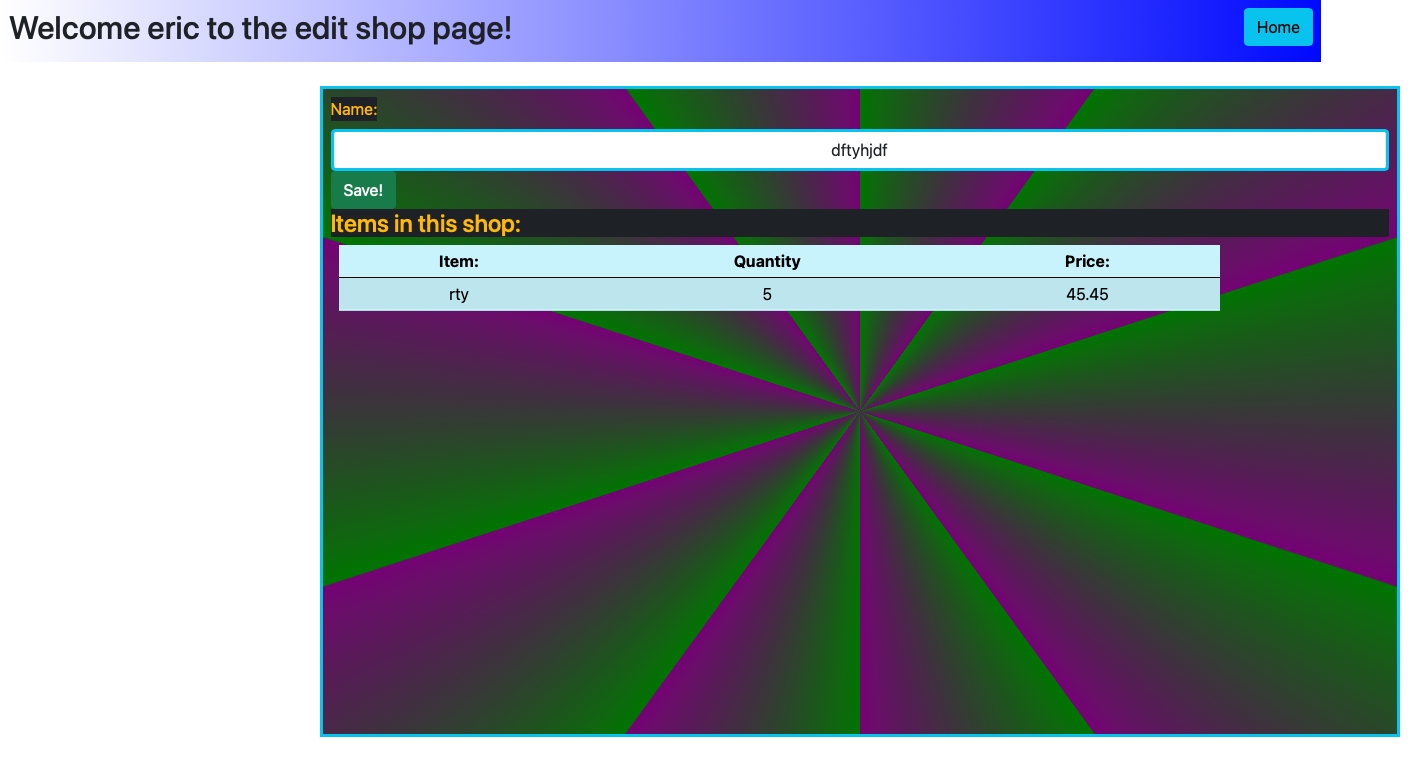 Welcome eric to the edit shop page!
Home
Name:
dftyhjdf
Save!
Items in this shop:
Item: Quantity Price:
rty 5 45.45